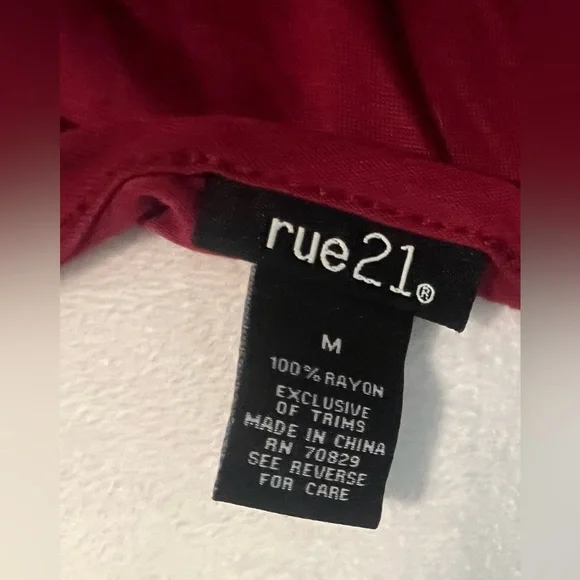 rue21®
M
100% RAYON
EXCLUSIVE
OF TRIMS
MADE IN CHINA
RN 70829
SEE REVERSE
FOR CARE